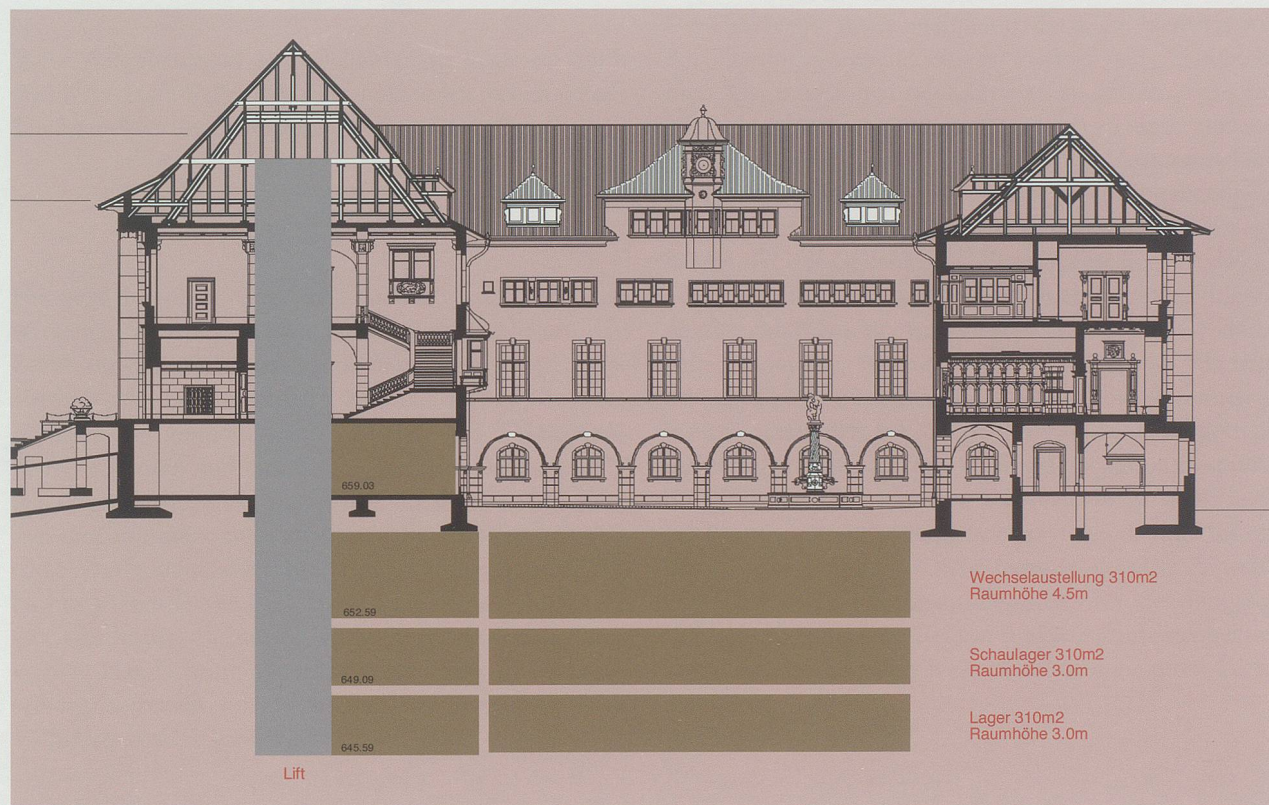 659.03
652.59
649.09
645.59
Wechselaustellung 310m2
Raumhöhe 4.5m
Schaulager 310m2
Raumhöhe 3.0m
Lager 310m2
Raumhöhe 3.0m
Lift